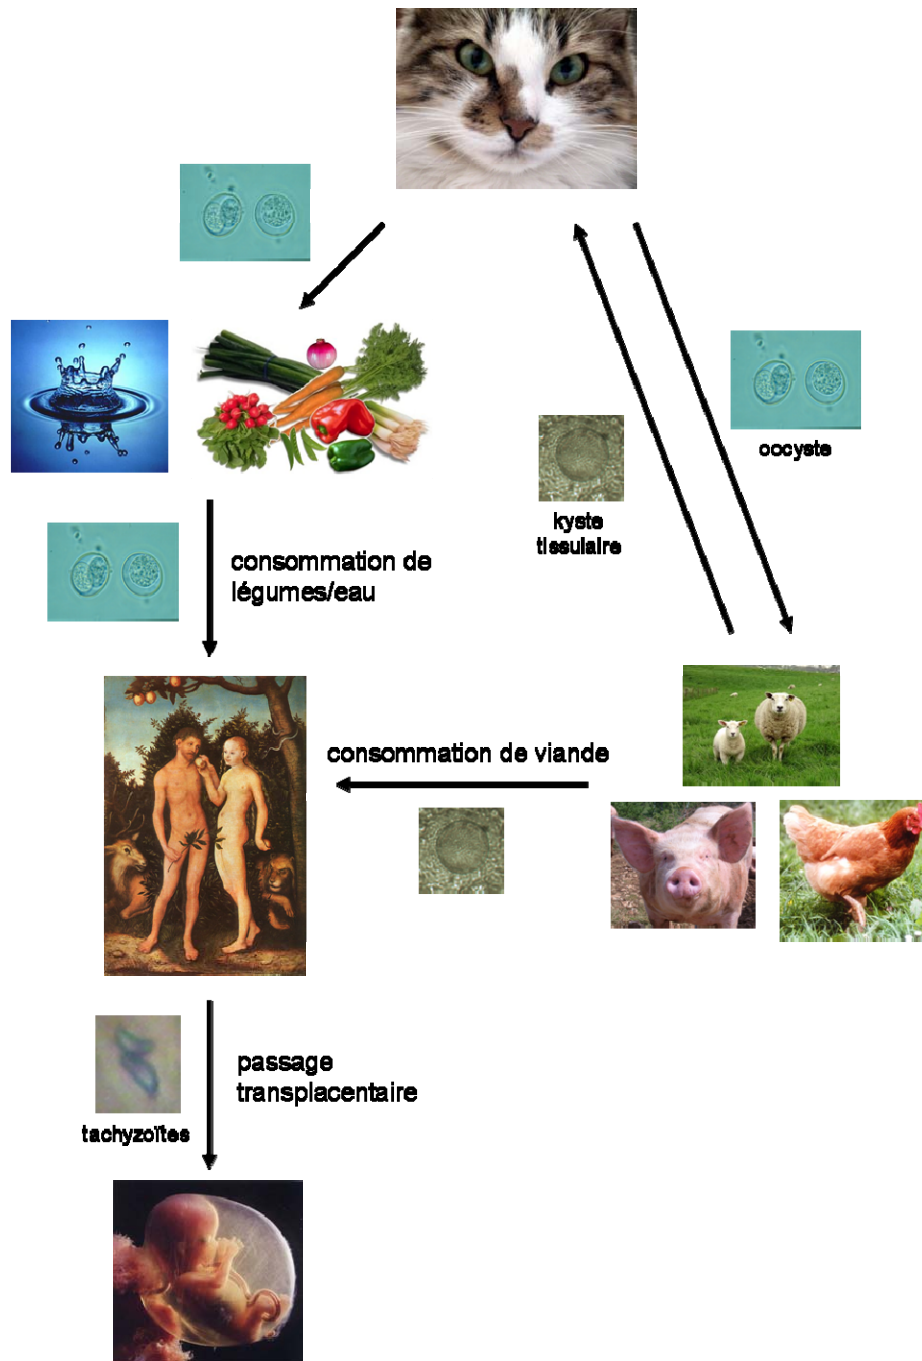 oocyste
kyste
tissulaire
consommation de
légumes/eau
consommation de viande
passage
transplacentaire
tachyzoïtes